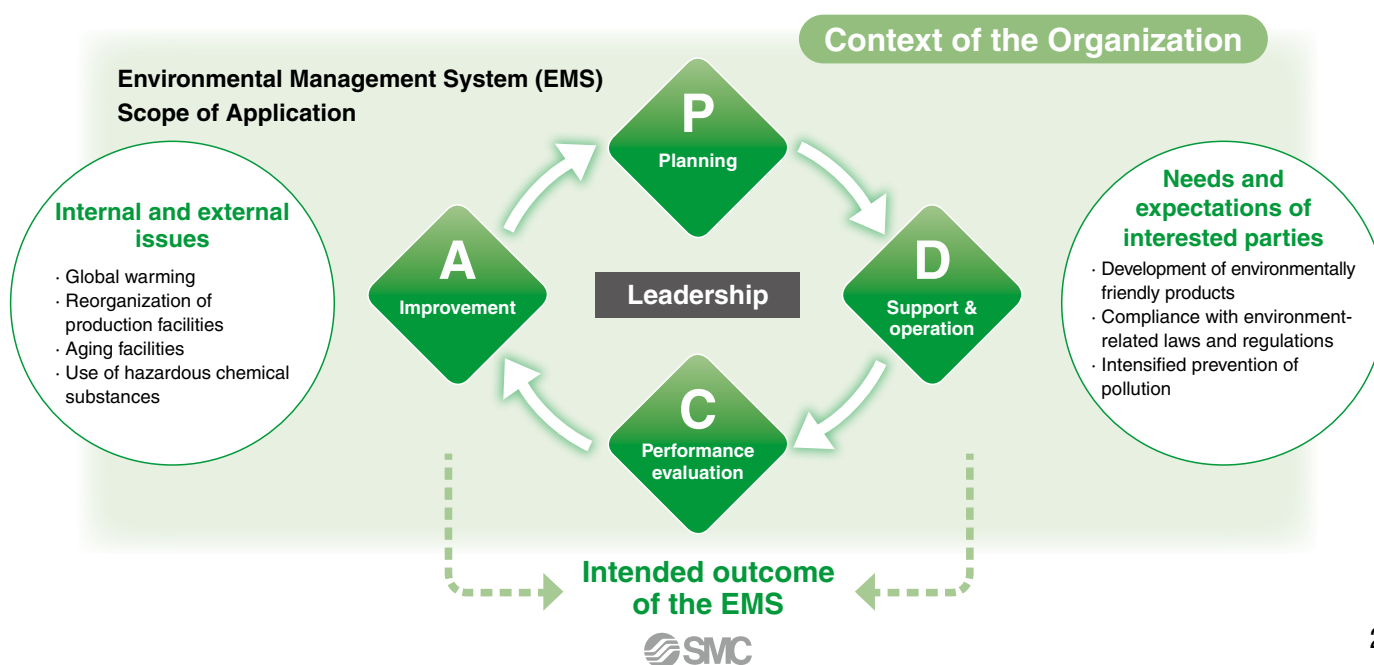 Context of the Organization
Environmental Management System (EMS)
Scope of Application
P
Planning
Internal and external
issues
· Global warming
· Reorganization of
production facilities
· Aging facilities
· Use of hazardous chemical
substances
A
Improvement
Leadership
D
Support &
operation
Needs and
expectations of
interested parties
· Development of environmentally
friendly products
· Compliance with environment-
related laws and regulations
· Intensified prevention of
pollution
C
Performance
evaluation
Intended outcome
of the EMS
SMC
2